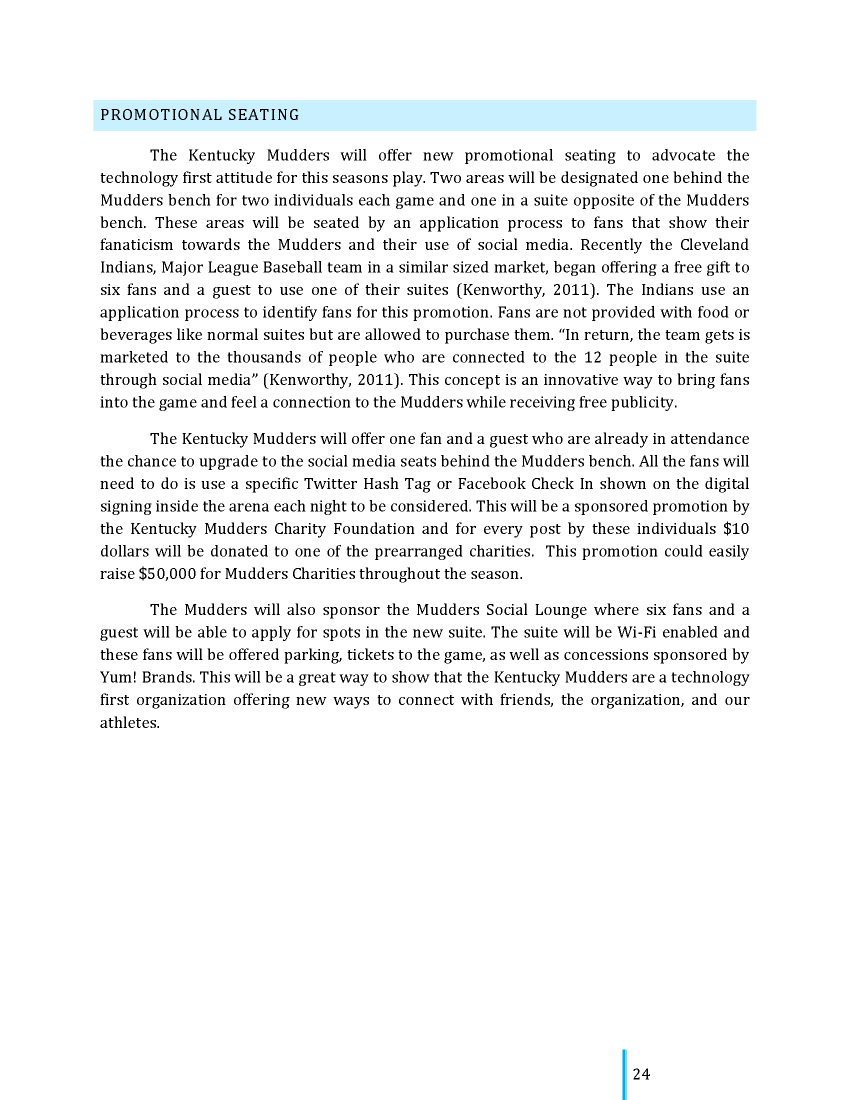 PROMOTIONAL SEATING
The Kentucky Mudders will offer new promotional seating to advocate the
technology first attitude for this seasons play. Two areas will be designated one behind the
Mudders bench for two individuals each game and one in a suite opposite of the Mudders
bench. These areas will be seated by an application process to fans that show their
fanaticism towards the Mudders and their use of social media. Recently the Cleveland
Indians, Major League Baseball team in a similar sized market, began offering a free gift to
six fans and a guest to use one of their suites (Kenworthy, 2011). The Indians use an
application process to identify fans for this promotion. Fans are not provided with food or
beverages like normal suites but are allowed to purchase them. “In return, the team gets is
marketed to the thousands of people who are connected to the 12 people in the suite
through social media” (Kenworthy, 2011). This concept is an innovative way to bring fans
into the game and feel a connection to the Mudders while receiving free publicity.
The Kentucky Mudders will offer one fan and a guest who are already in attendance
the chance to upgrade to the social media seats behind the Mudders bench. All the fans will
need to do is use a specific Twitter Hash Tag or Facebook Check In shown on the digital
signing inside the arena each night to be considered. This will be a sponsored promotion by
the Kentucky Mudders Charity Foundation and for every post by these individuals $10
dollars will be donated to one of the prearranged charities.  This promotion could easily
raise $50,000 for Mudders Charities throughout the season.
The Mudders will also sponsor the Mudders Social Lounge where six fans and a
guest will be able to apply for spots in the new suite. The suite will be Wi-Fi enabled and
these fans will be offered parking, tickets to the game, as well as concessions sponsored by
Yum! Brands. This will be a great way to show that the Kentucky Mudders are a technology
first organization offering new ways to connect with friends, the organization, and our
athletes.
24